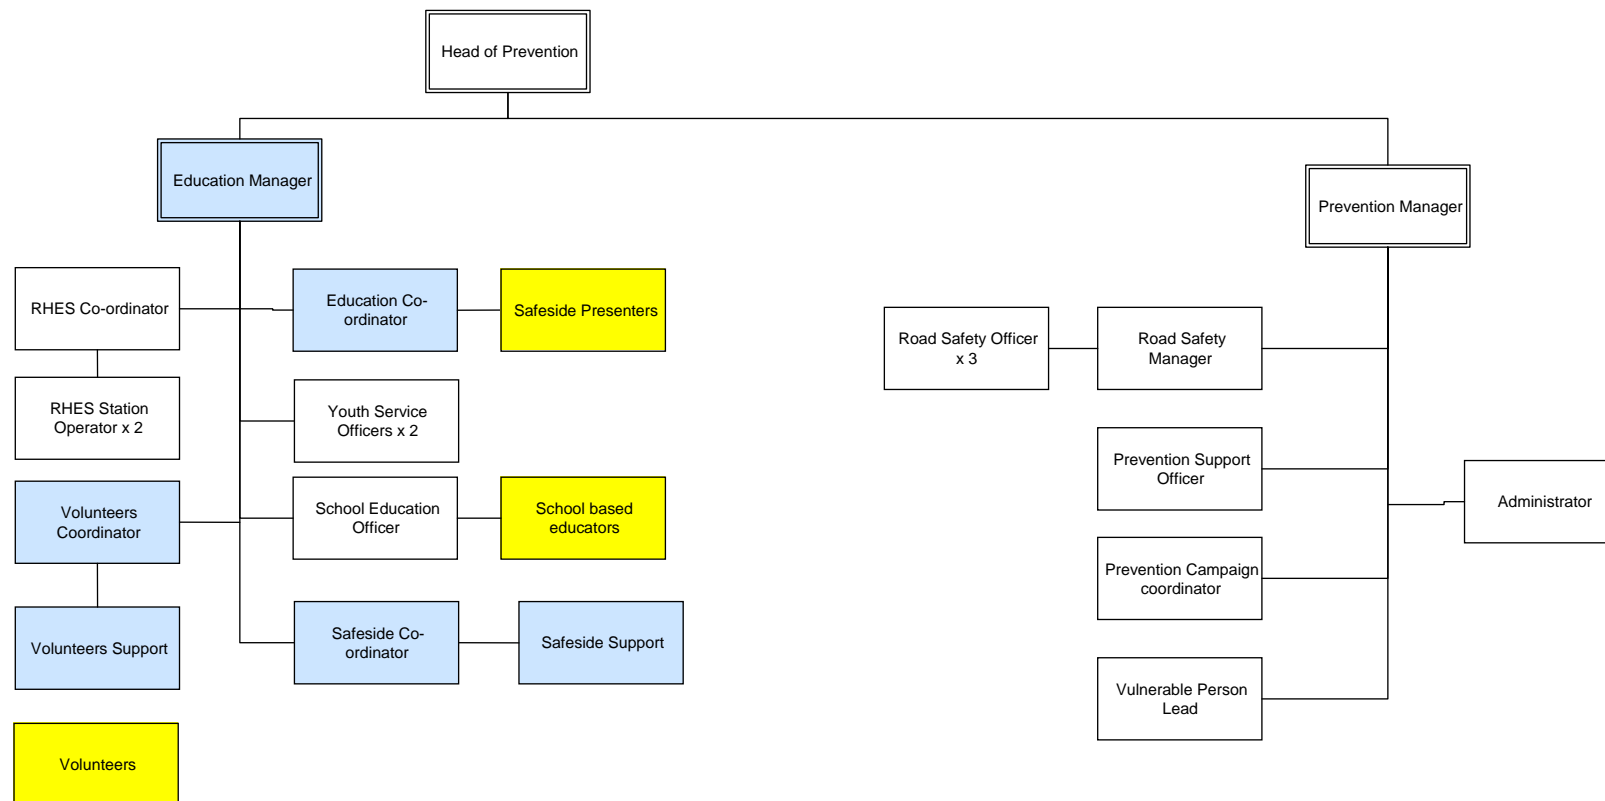 Head of Prevention
Education Manager
Prevention Manager
RHES Co-ordinator
Education Co-
ordinator
Safeside Presenters
Road Safety Officer
x 3
Road Safety
Manager
RHES Station
Operator x 2
Youth Service
Officers x 2
Prevention Support
Officer
Administrator
Volunteers
Coordinator
School Education
Officer
School based
educators
Prevention Campaign
coordinator
Volunteers Support
Safeside Co-
ordinator
Safeside Support
Vulnerable Person
Lead
Volunteers